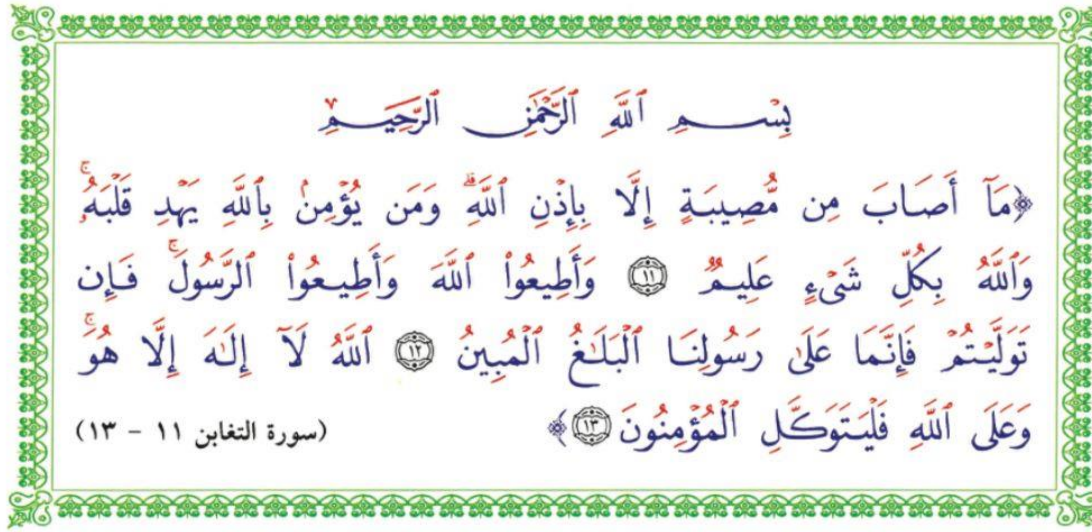 بِسْمِ ٱللَّهِ ٱلرَّحْمَٰنِ ٱلرَّحِيمِ
﴿مَآ أَصَابَ مِن مُّصِيبَةٍ إِلَّا بِإِذْنِ ٱللَّهِۗ وَمَن يُؤْمِنۢ بِٱللَّهِ يَهْدِ قَلْبَهُۥۚ
وَٱللَّهُ بِكُلِّ شَىْءٍ عَلِيمٌ ١١ وَأَطِيعُوا۟ ٱللَّهَ وَأَطِيعُوا۟ ٱلرَّسُولَۚ فَإِن
تَوَلَّيْتُمْ فَإِنَّمَا عَلَىٰ رَسُولِنَا ٱلْبَلَٰغُ ٱلْمُبِينُ ١٢ ٱللَّهُ لَآ إِلَٰهَ إِلَّا هُوَۚ
وَعَلَى ٱللَّهِ فَلْيَتَوَكَّلِ ٱلْمُؤْمِنُونَ ١٣﴾ (سورة التغابن ١١ - ١٣)